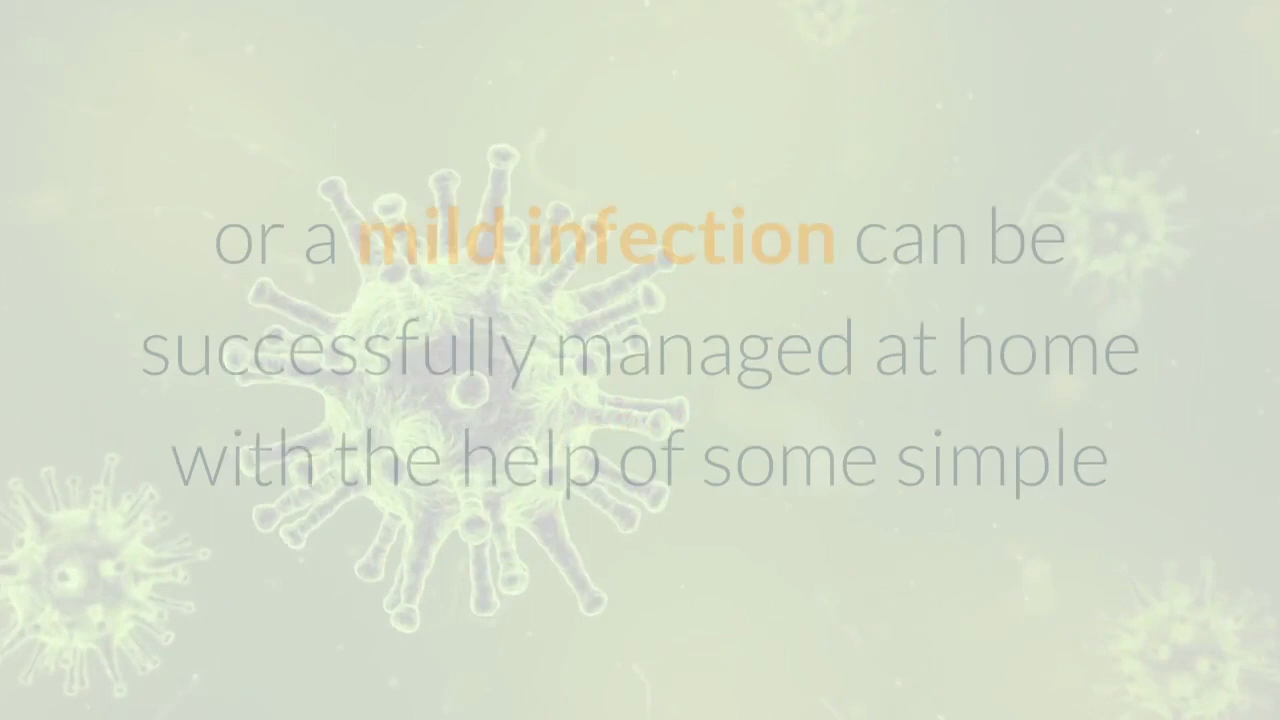 or a mild infection can be
successfully managed at home
with the help of some simple